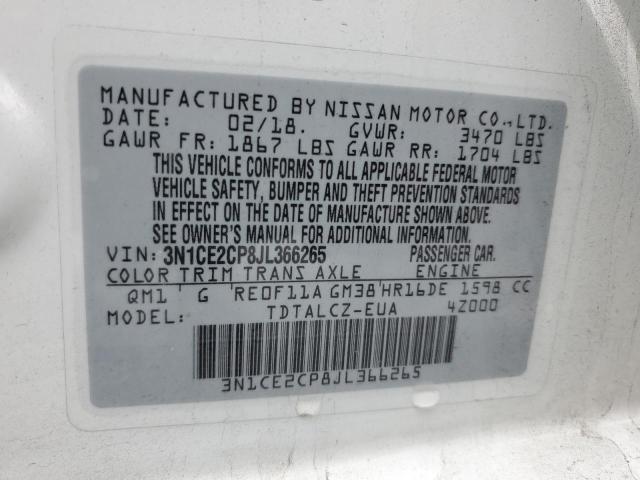 MANUFACTURED BY NISSAN MOTOR CO.,LTD.
DATE: 02/18. GVWR: 3470 LBS
GAWR FR: 1867 LBS GAWR RR: 1704 LBS
THIS VEHICLE CONFORMS TO ALL APPLICABLE FEDERAL MOTOR
VEHICLE SAFETY, BUMPER AND THEFT PREVENTION STANDARDS
IN EFFECT ON THE DATE OF MANUFACTURE SHOWN ABOVE.
SEE OWNER'S MANUAL FOR ADDITIONAL INFORMATION.
VIN: 3N1CE2CP8JL366265 PASSENGER CAR.
COLOR TRIM TRANS AXLE ENGINE
QM1 G RE0F11A GM38 HR16DE 1598 CC
MODEL: TDTALCZ-EUA 4Z000
3N1CE2CP8JL366265